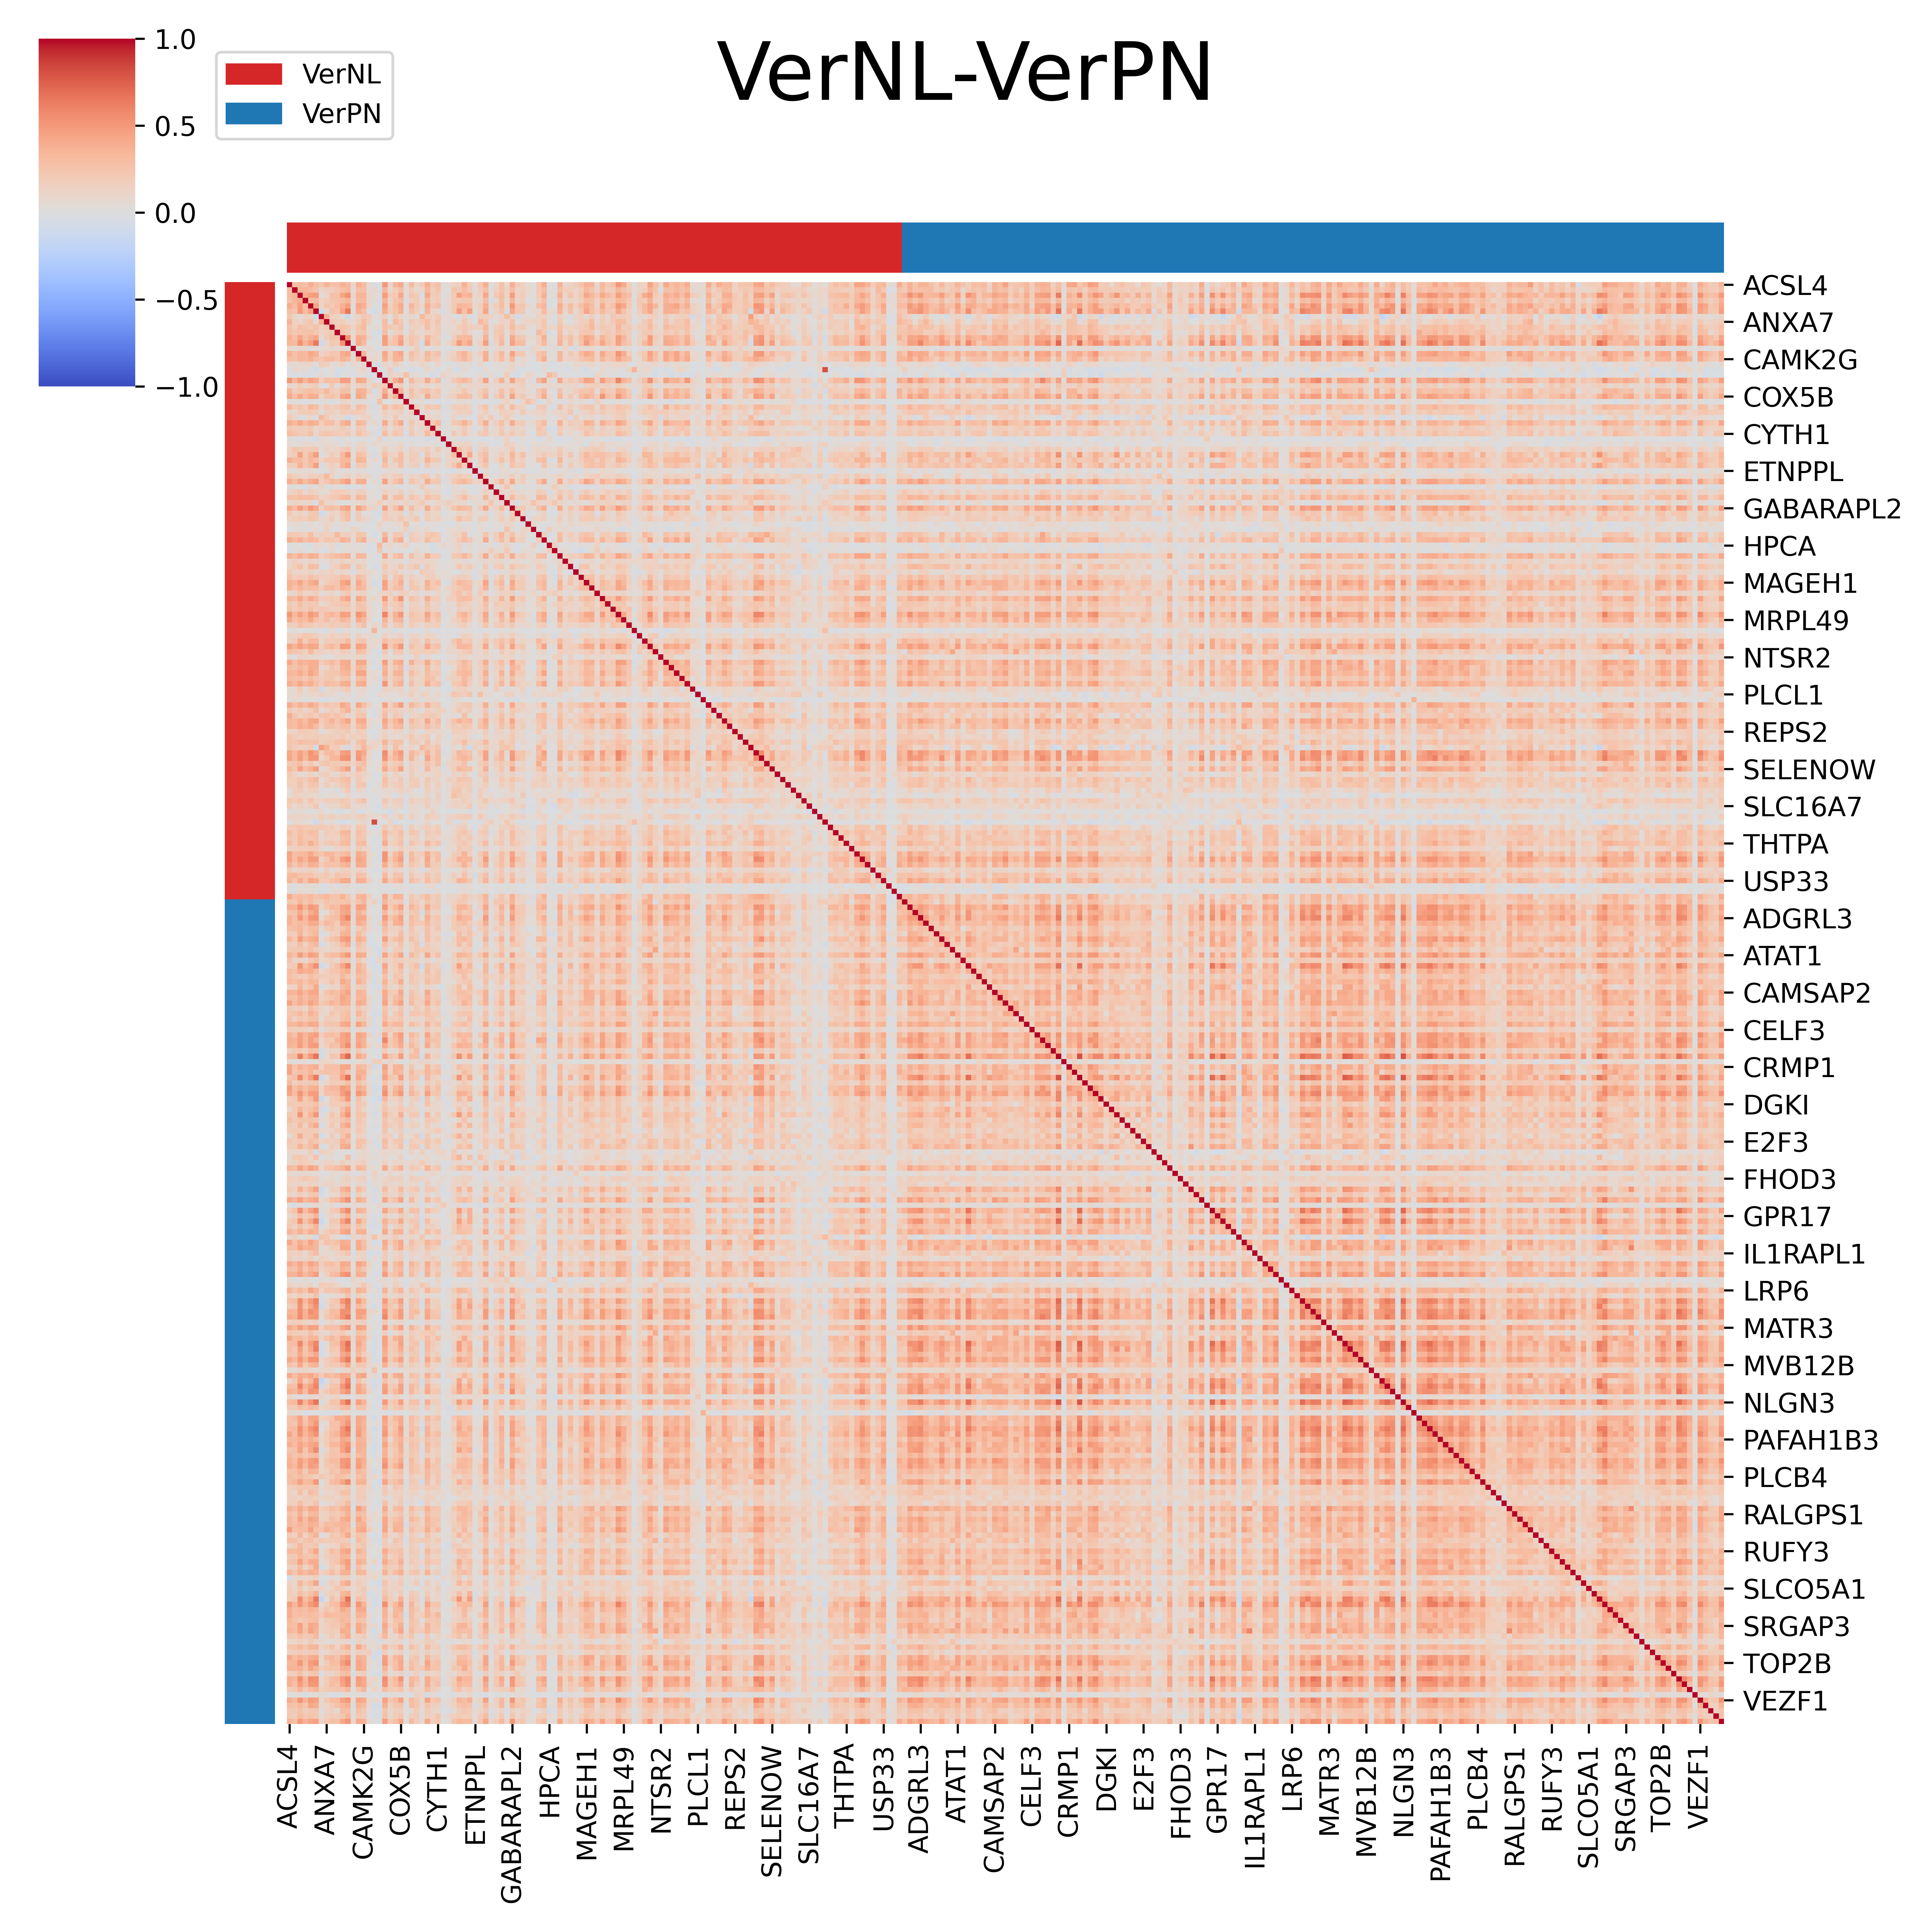 VerNL-VerPN
1.0
0.5
0.0
−0.5
−1.0
VerNL
VerPN
ACSL4
ANXA7
CAMK2G
COX5B
CYTH1
ETNPPL
GABARAPL2
HPCA
MAGEH1
MRPL49
NTSR2
PLCL1
REPS2
SELENOW
SLC16A7
THTPA
USP33
ADGRL3
ATAT1
CAMSAP2
CELF3
CRMP1
DGKI
E2F3
FHOD3
GPR17
IL1RAPL1
LRP6
MATR3
MVB12B
NLGN3
PAFAH1B3
PLCB4
RALGPS1
RUFY3
SLCO5A1
SRGAP3
TOP2B
VEZF1
ACSL4
ANXA7
CAMK2G
COX5B
CYTH1
ETNPPL
GABARAPL2
HPCA
MAGEH1
MRPL49
NTSR2
PLCL1
REPS2
SELENOW
SLC16A7
THTPA
USP33
ADGRL3
ATAT1
CAMSAP2
CELF3
CRMP1
DGKI
E2F3
FHOD3
GPR17
IL1RAPL1
LRP6
MATR3
MVB12B
NLGN3
PAFAH1B3
PLCB4
RALGPS1
RUFY3
SLCO5A1
SRGAP3
TOP2B
VEZF1